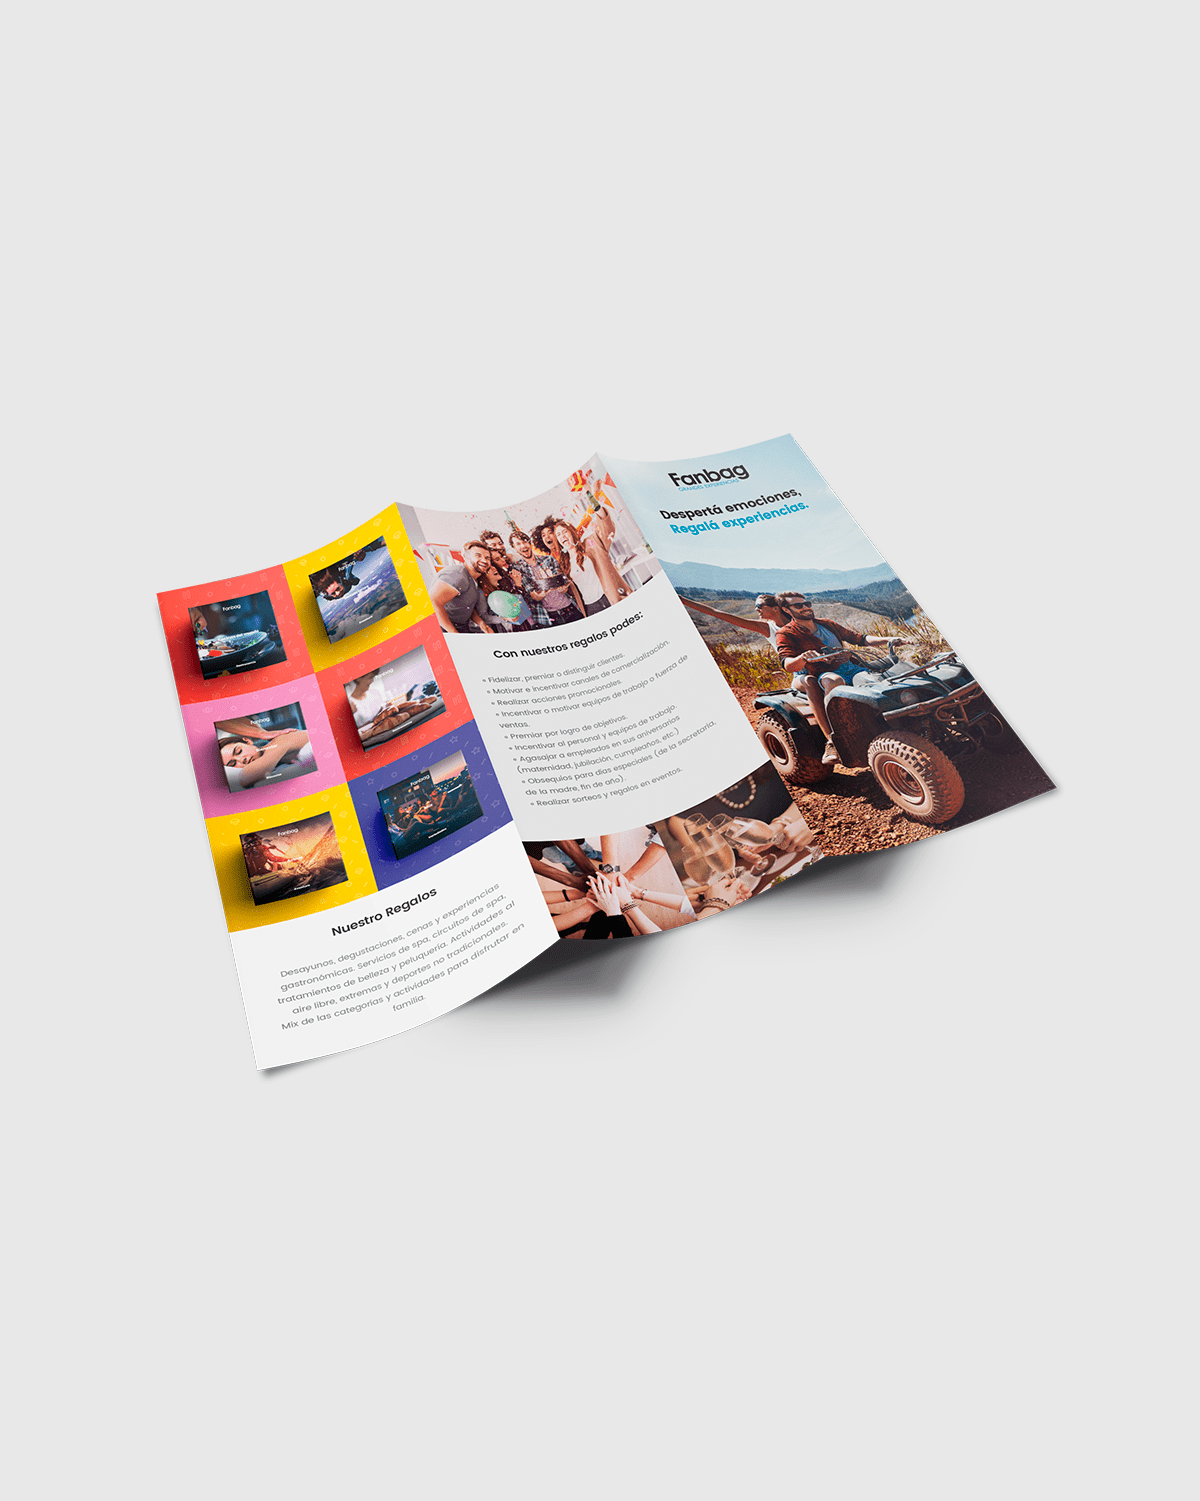 Fanbag
Fanbag
Fanbag
Fanbag
Fanbag
Nuestro Regalos
Desayunos, degustaciones, cenas y experiencias
gastronómicas. Servicios de spa, circuitos de spa,
tratamientos de belleza y peluquería. Actividades al
aire libre, extremas y deportes no tradicionales.
Mix de las categorías y actividades para disfrutar en
familia.
Con nuestros regalos podes:
• Fidelizar, premiar o distinguir clientes.
• Motivar e incentivar canales de comercialización.
• Realizar acciones promocionales.
• Incentivar o motivar equipos de trabajo o fuerza de
ventas.
• Premiar por logro de objetivos.
• Incentivar al personal y equipos de trabajo.
• Agasajar a empleados en sus aniversarios
(maternidad, jubilación, cumpleaños, etc.)
• Obsequios para días especiales (de la secretaria,
de la madre, fin de año).
• Realizar sorteos y regalos en eventos.
Fanbag
GRANDES EXPERIENCIAS
Despertá emociones,
Regalá experiencias.